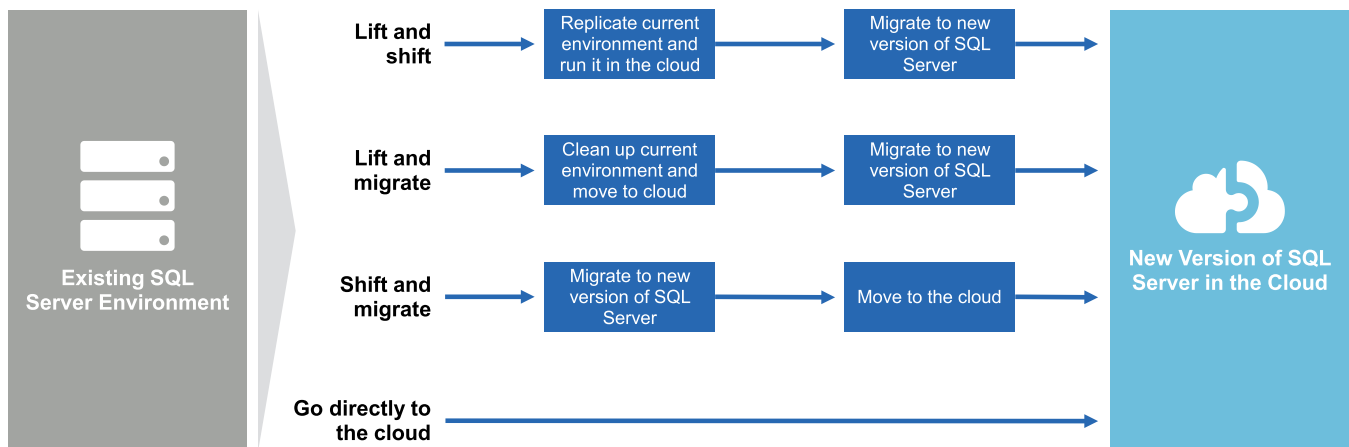 Existing SQL
Server Environment
Lift and
shift
Replicate current
environment and
run it in the cloud
Migrate to new
version of SQL
Server
Lift and
migrate
Clean up current
environment and
move to cloud
Migrate to new
version of SQL
Server
Shift and
migrate
Migrate to new
version of SQL
Server
Move to the cloud
Go directly to
the cloud
New Version of SQL
Server in the Cloud